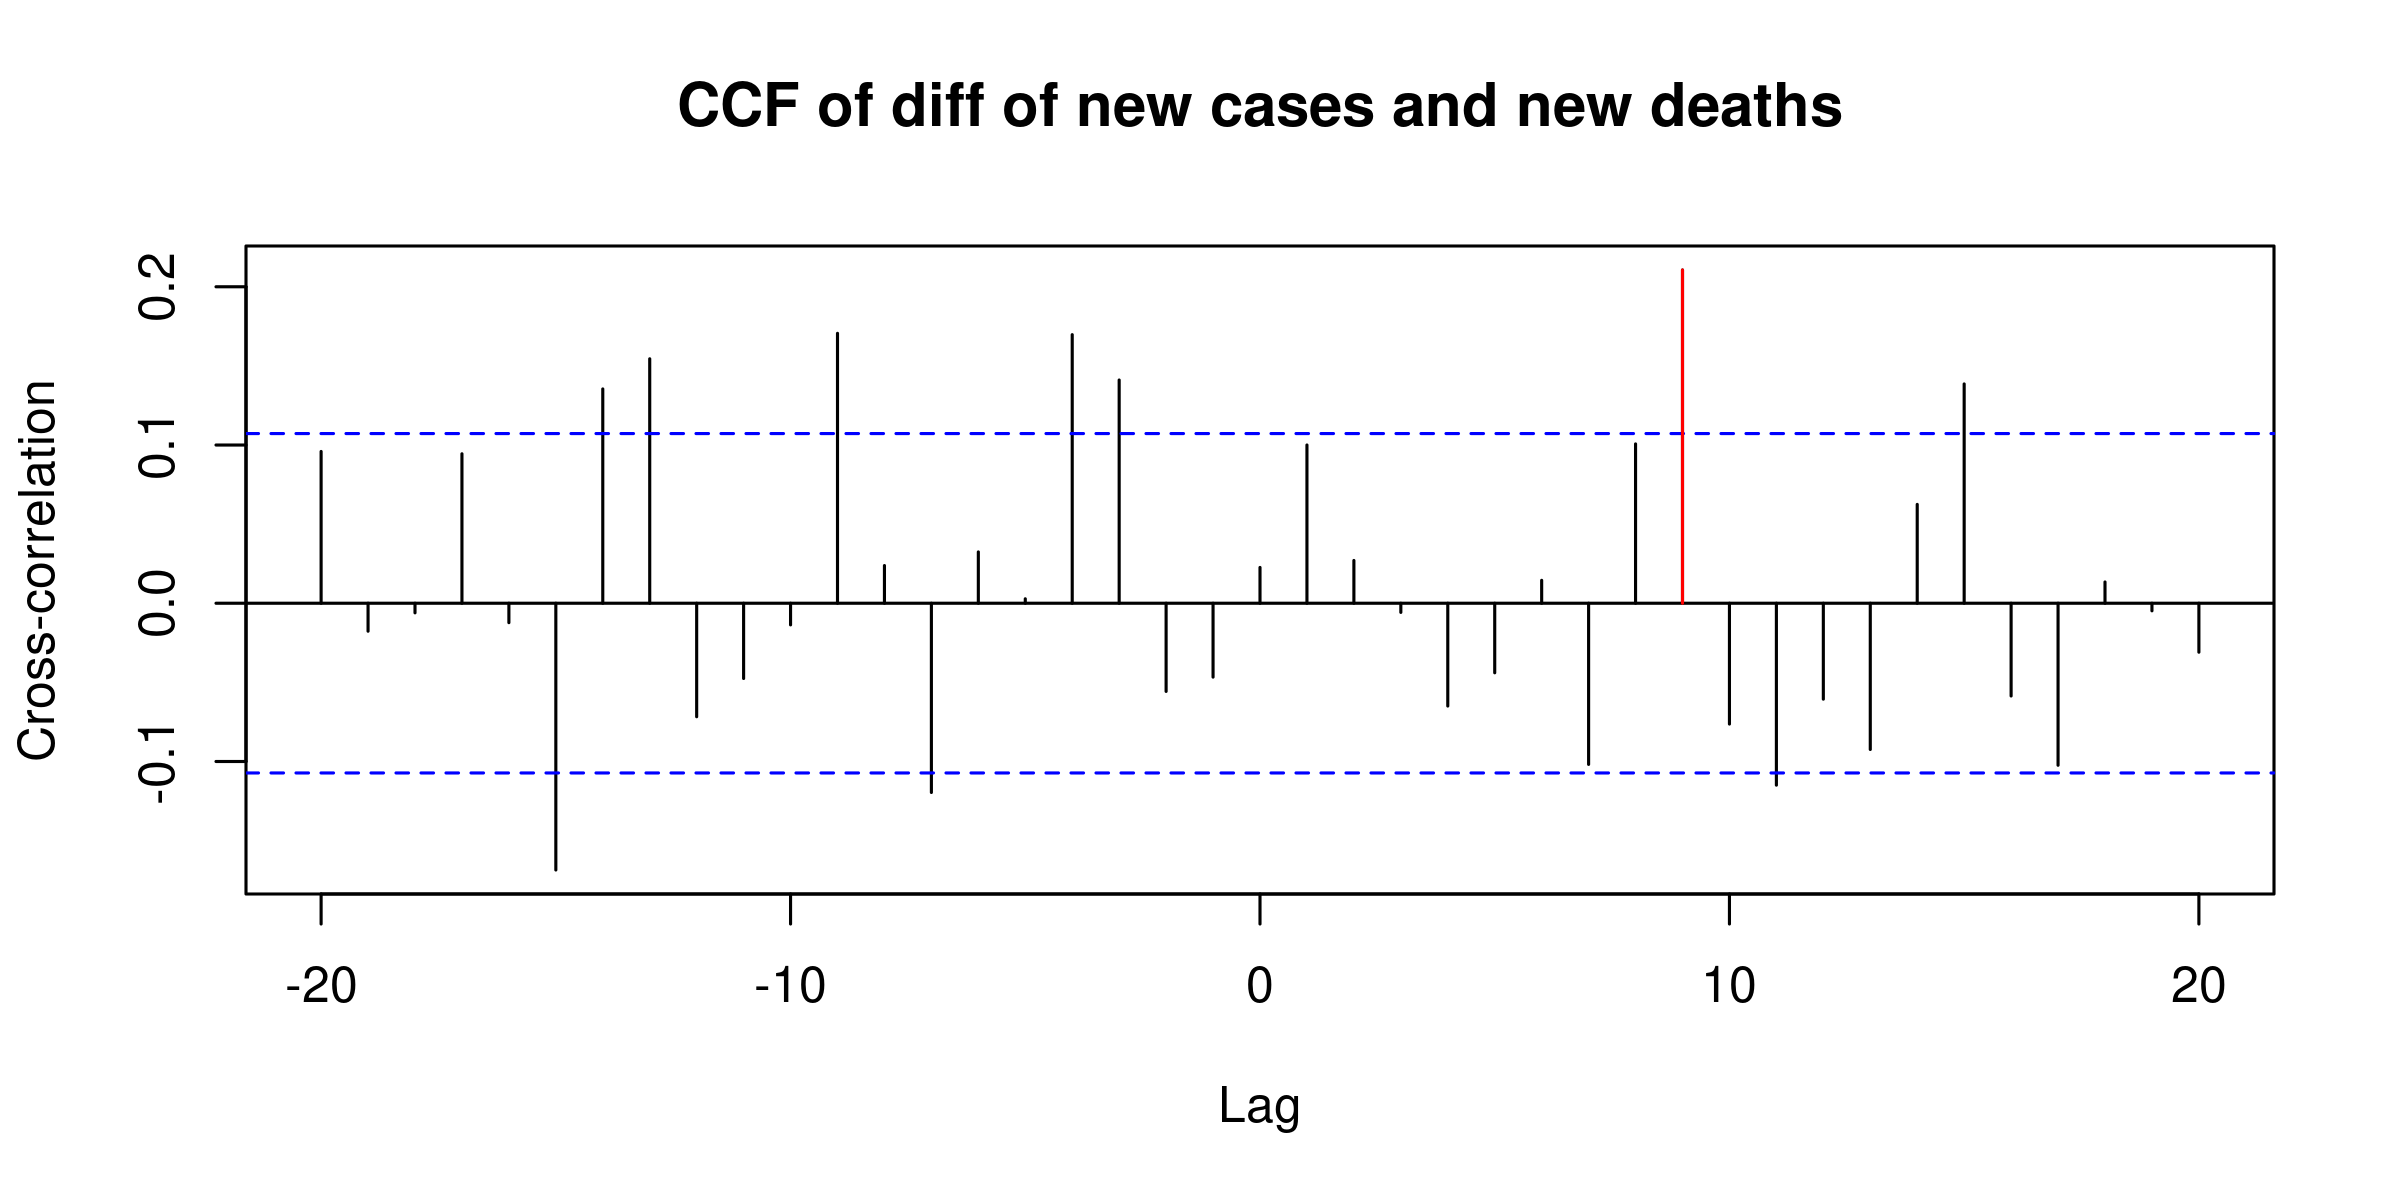 CCF of diff of new cases and new deaths
Cross-correlation
0.2
0.1
0.0
-0.1
-20 -10 0 10 20
Lag